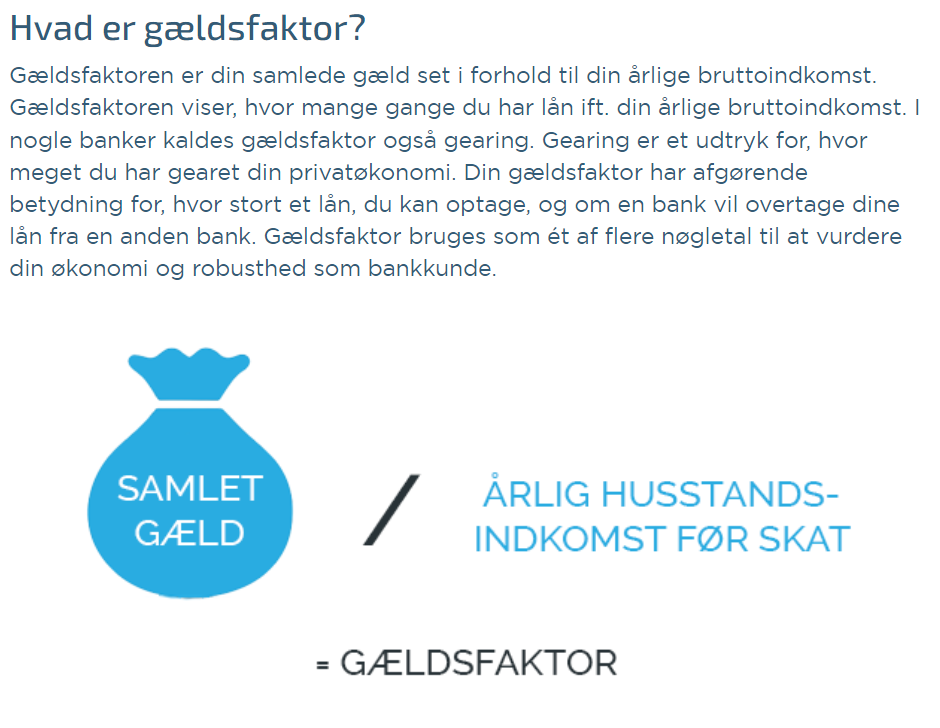 Hvad er gældsfaktor?
Gældsfaktoren er din samlede gæld set i forhold til din årlige bruttoindkomst.
Gældsfaktoren viser, hvor mange gange du har lån ift. din årlige bruttoindkomst. I
nogle banker kaldes gældsfaktor også gearing. Gearing er et udtryk for, hvor
meget du har gearet din privatøkonomi. Din gældsfaktor har afgørende
betydning for, hvor stort et lån, du kan optage, og om en bank vil overtage dine
lån fra en anden bank. Gældsfaktor bruges som ét af flere nøgletal til at vurdere
din økonomi og robusthed som bankkunde.
SAMLET
GÆLD
/
ÅRLIG HUSSTANDS-
INDKOMST FØR SKAT
= GÆLDSFAKTOR